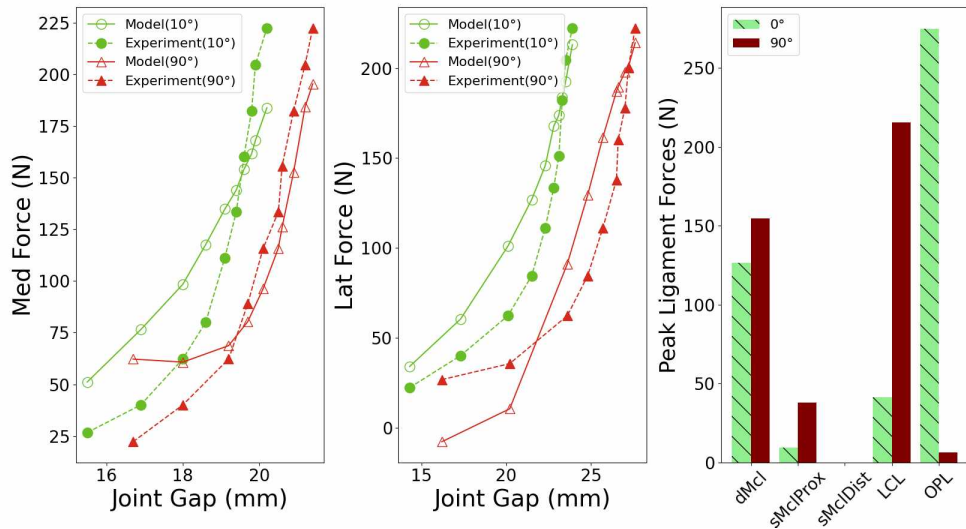 Med Force (N)
225
200
175
150
125
100
75
50
25
16
18
20
Joint Gap (mm)
Model(10°)
Experiment(10°)
Model(90°)
Experiment(90°)
Lat Force (N)
200
150
100
50
0
15
20
25
Joint Gap (mm)
Model(10°)
Experiment(10°)
Model(90°)
Experiment(90°)
Peak Ligament Forces (N)
250
200
150
100
50
0
0°
90°
dMcl
sMclProx
sMclDist
LCL
OPL